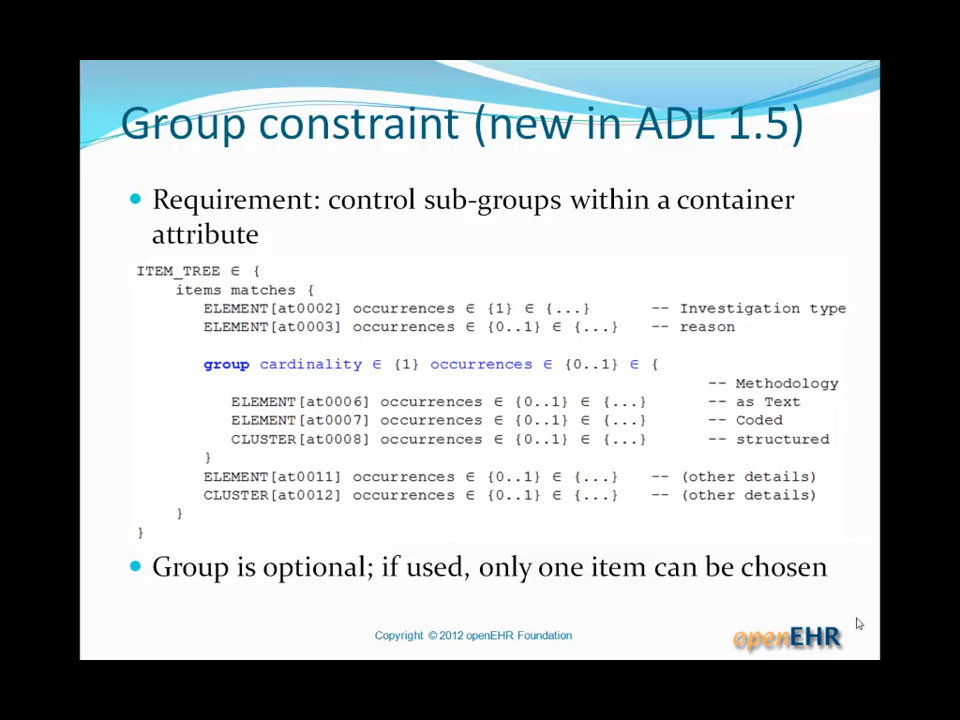 Group constraint (new in ADL 1.5)
Requirement: control sub-groups within a container
attribute
ITEM_TREE ∈ {
items matches {
ELEMENT[at0002] occurrences ∈ {1} ∈ {...} -- Investigation type
ELEMENT[at0003] occurrences ∈ {0..1} ∈ {...} -- reason
group cardinality ∈ {1} occurrences ∈ {0..1} ∈ {
-- Methodology
ELEMENT[at0006] occurrences ∈ {0..1} ∈ {...} -- as Text
ELEMENT[at0007] occurrences ∈ {0..1} ∈ {...} -- Coded
CLUSTER[at0008] occurrences ∈ {0..1} ∈ {...} -- structured
}
ELEMENT[at0011] occurrences ∈ {0..1} ∈ {...} -- (other details)
CLUSTER[at0012] occurrences ∈ {0..1} ∈ {...} -- (other details)
}
}
Group is optional; if used, only one item can be chosen
Copyright © 2012 openEHR Foundation
openEHR